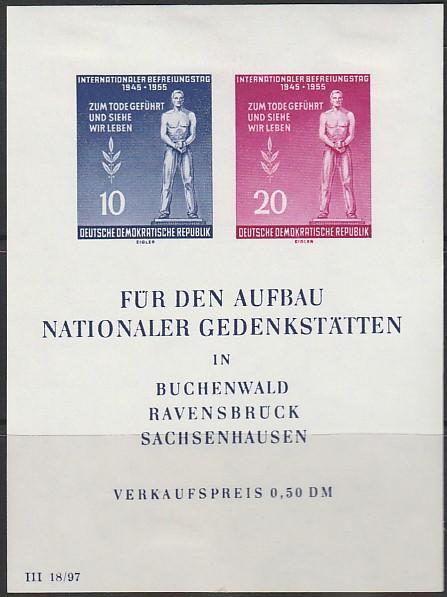 INTERNATIONALER BEFREIUNGSTAG
1945 · 1955
ZUM TODE GEFÜHRT
UND SIEHE
WIR LEBEN
10
DEUTSCHE DEMOKRATISCHE REPUBLIK
EIGLER
INTERNATIONALER BEFREIUNGSTAG
1945 · 1955
ZUM TODE GEFÜHRT
UND SIEHE
WIR LEBEN
20
DEUTSCHE DEMOKRATISCHE REPUBLIK
EIGLER
FÜR DEN AUFBAU
NATIONALER GEDENKSTÄTTEN
IN
BUCHENWALD
RAVENSBRÜCK
SACHSENHAUSEN
VERKAUFSPREIS 0,50 DM
III 18/97